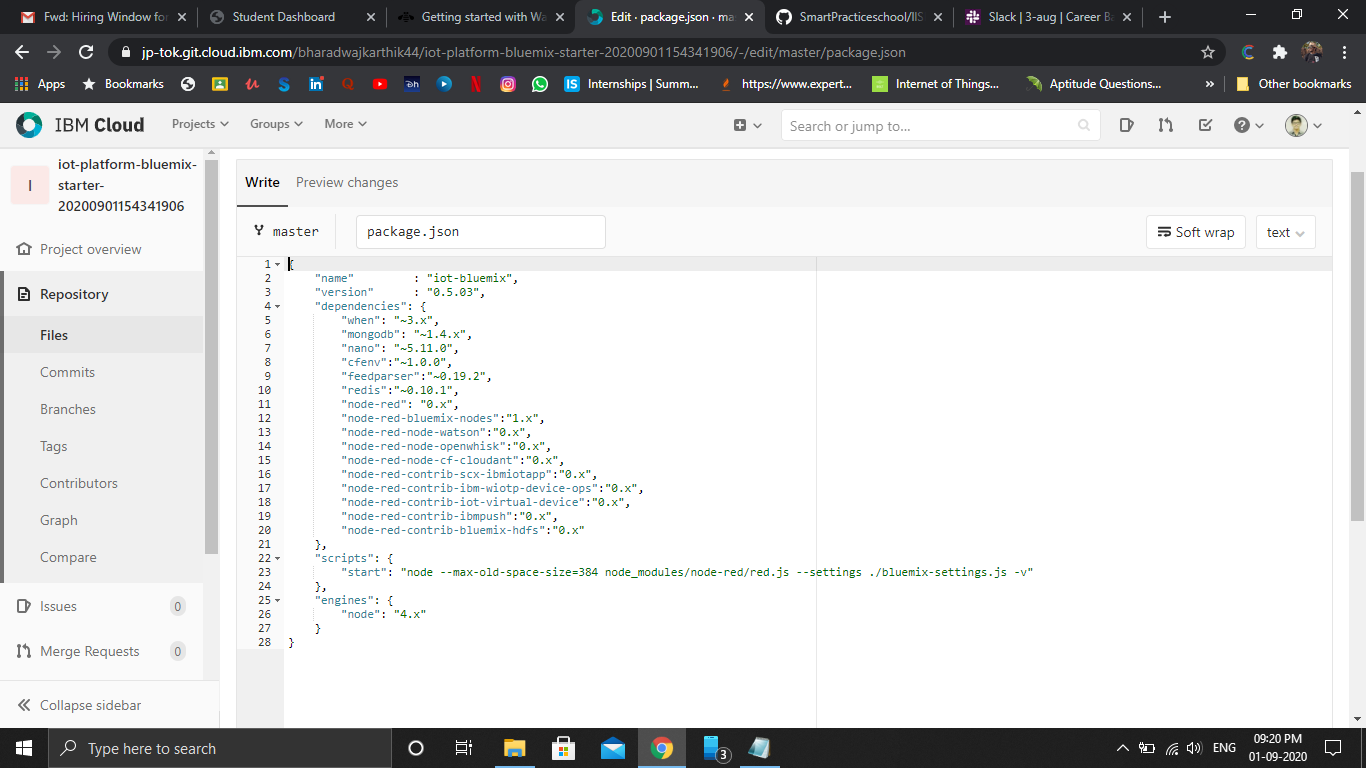 Fwd: Hiring Window for
Student Dashboard
Getting started with Wa
Edit · package.json · ma
SmartPracticeschool/IIS
Slack | 3-aug | Career Ba
jp-tok.git.cloud.ibm.com/bharadwajkarthik44/iot-platform-bluemix-starter-20200901154341906/-/edit/master/package.json
Apps
Bookmarks
Internships | Summ...
https://www.expert...
Internet of Things...
Aptitude Questions...
»
Other bookmarks
IBM Cloud
Projects
Groups
More
Search or jump to...
I
iot-platform-bluemix-
starter-
20200901154341906
Project overview
Repository
Files
Commits
Branches
Tags
Contributors
Graph
Compare
Issues 0
Merge Requests 0
Collapse sidebar
Write Preview changes
master package.json Soft wrap text
1 {
2 "name" : "iot-bluemix",
3 "version" : "0.5.03",
4 "dependencies": {
5 "when": "~3.x",
6 "mongodb": "~1.4.x",
7 "nano": "~5.11.0",
8 "cfenv":"~1.0.0",
9 "feedparser":"~0.19.2",
10 "redis":"~0.10.1",
11 "node-red": "0.x",
12 "node-red-bluemix-nodes":"1.x",
13 "node-red-node-watson":"0.x",
14 "node-red-node-openwhisk":"0.x",
15 "node-red-node-cf-cloudant":"0.x",
16 "node-red-contrib-scx-ibmiotapp":"0.x",
17 "node-red-contrib-ibm-wiotp-device-ops":"0.x",
18 "node-red-contrib-iot-virtual-device":"0.x",
19 "node-red-contrib-ibmpush":"0.x",
20 "node-red-contrib-bluemix-hdfs":"0.x"
21 },
22 "scripts": {
23 "start": "node --max-old-space-size=384 node_modules/node-red/red.js --settings ./bluemix-settings.js -v"
24 },
25 "engines": {
26 "node": "4.x"
27 }
28 }
Type here to search
3
ENG
09:20 PM
01-09-2020